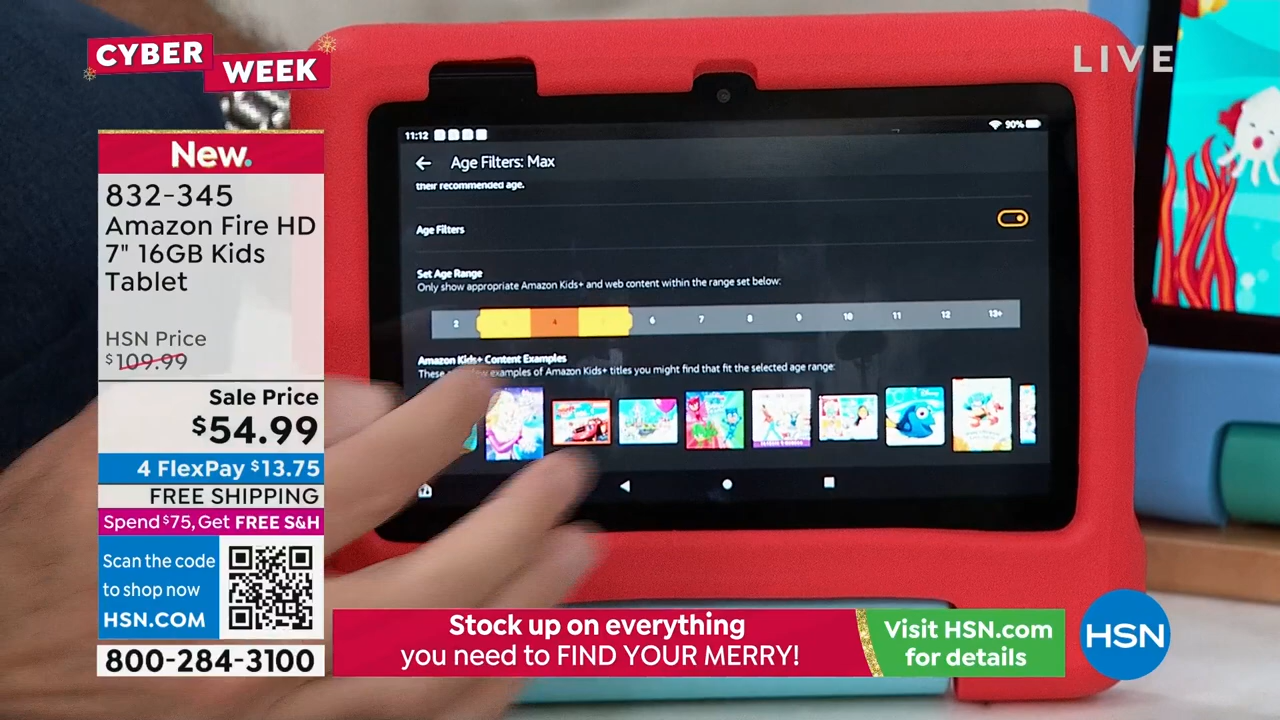 CYBER
WEEK
LIVE
New.
832-345
Amazon Fire HD
7" 16GB Kids
Tablet
HSN Price
$109.99
Sale Price
$54.99
4 FlexPay $13.75
FREE SHIPPING
Spend $75, Get FREE S&H
Scan the code
to shop now
HSN.COM
800-284-3100
11:12
90%
Age Filters: Max
their recommended age.
Age Filters
Set Age Range
Only show appropriate Amazon Kids+ and web content within the range set below:
2 4 6 7 8 9 10 11 12 13+
Amazon Kids+ Content Examples
These examples of Amazon Kids+ titles you might find that fit the selected age range:
Stock up on everything
you need to FIND YOUR MERRY!
Visit HSN.com
for details
HSN